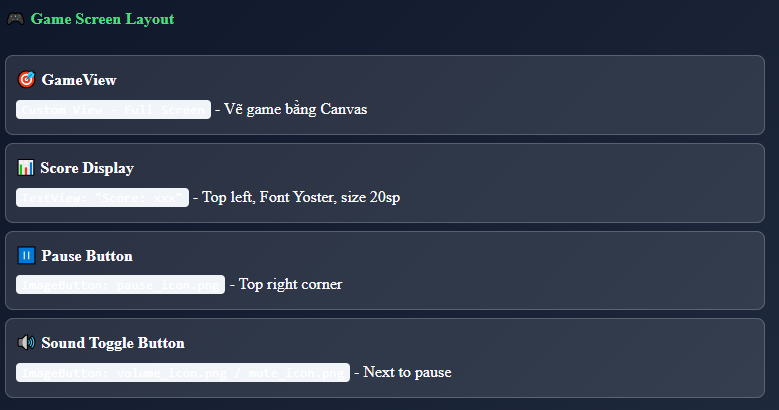 🎮 Game Screen Layout
🎯 GameView
Custom View - Full Screen - Vẽ game bằng Canvas
📊 Score Display
TextView: "Score: xxx" - Top left, Font Yoster, size 20sp
⏸️ Pause Button
ImageButton: pause_icon.png - Top right corner
🔊 Sound Toggle Button
ImageButton: volume_icon.png / mute_icon.png - Next to pause